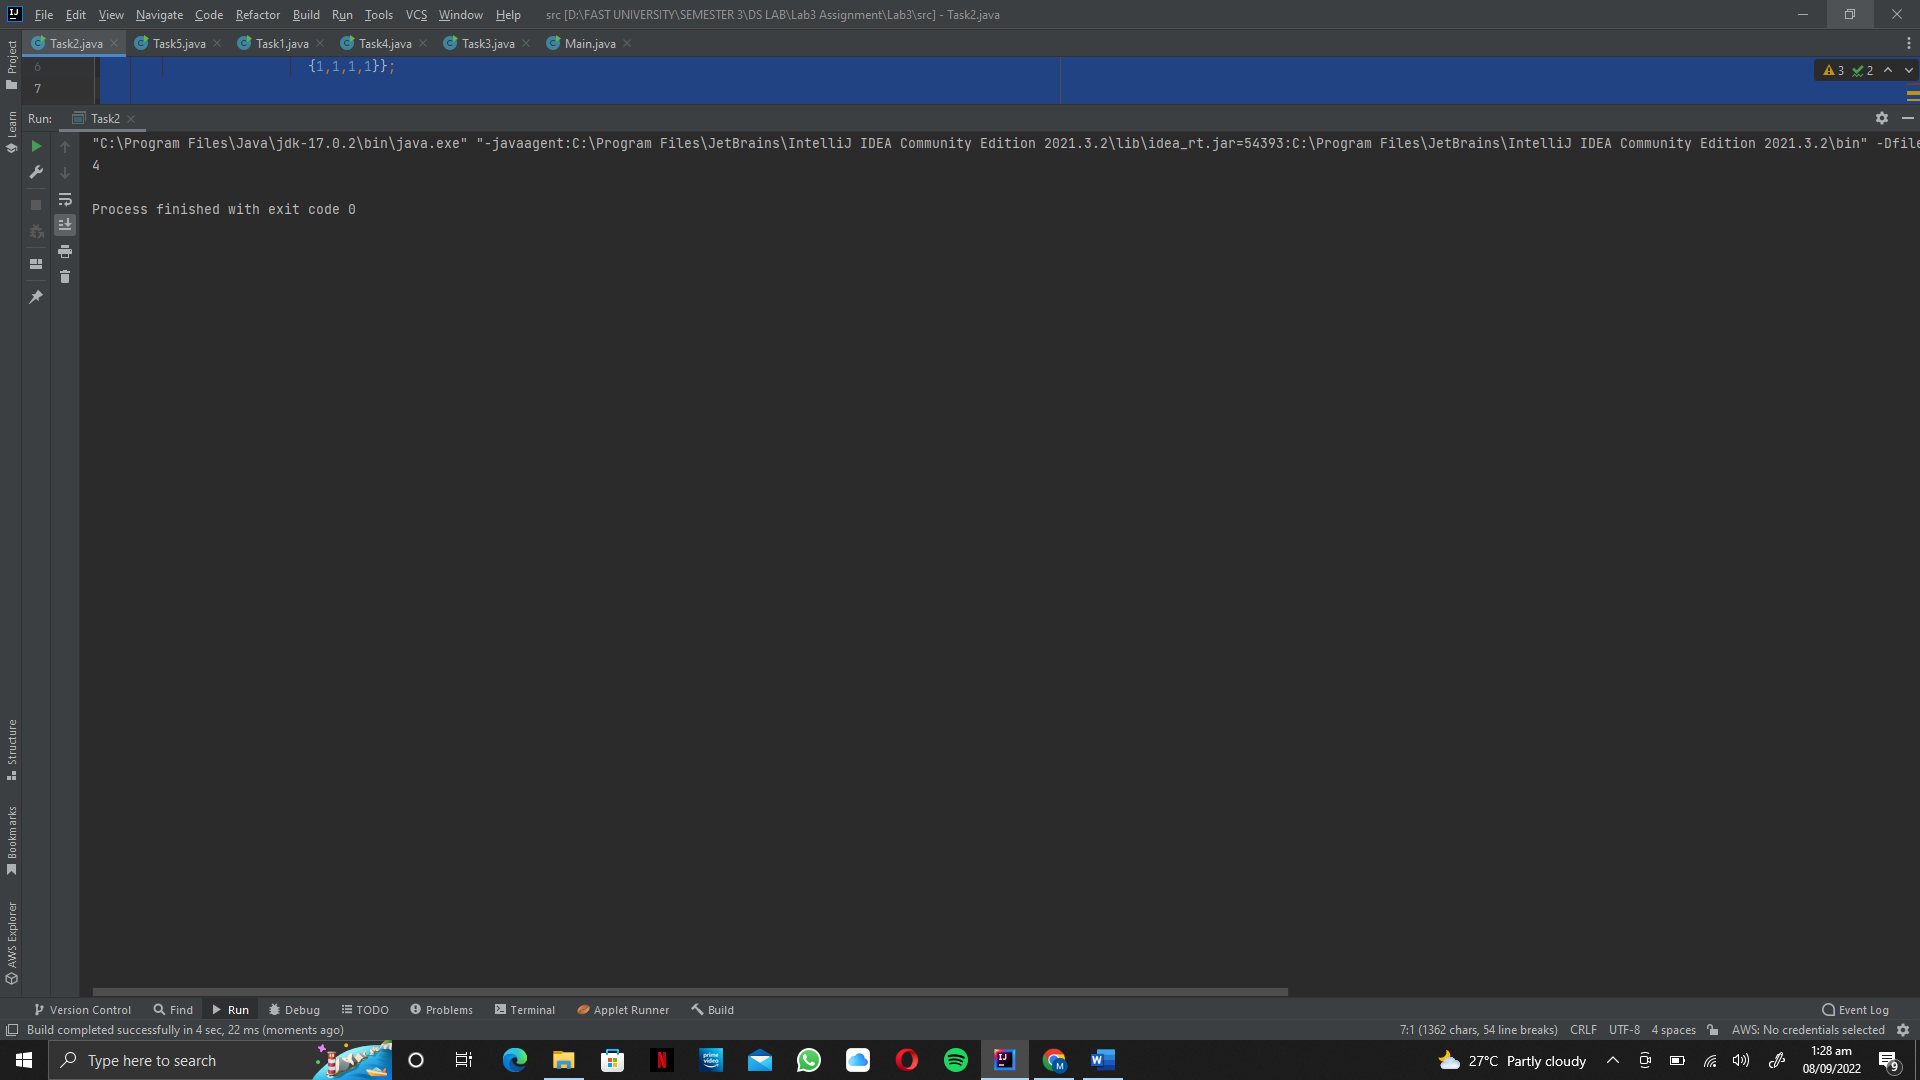 File Edit View Navigate Code Refactor Build Run Tools VCS Window Help src [D:\FAST UNIVERSITY\SEMESTER 3\DS LAB\Lab3 Assignment\Lab3\src] - Task2.java
Task2.java Task5.java Task1.java Task4.java Task3.java Main.java
Project
6 {1,1,1,1}};
3 2
7
Learn
Run: Task2
"C:\Program Files\Java\jdk-17.0.2\bin\java.exe" "-javaagent:C:\Program Files\JetBrains\IntelliJ IDEA Community Edition 2021.3.2\lib\idea_rt.jar=54393:C:\Program Files\JetBrains\IntelliJ IDEA Community Edition 2021.3.2\bin" -Dfile
4
Process finished with exit code 0
Structure
Bookmarks
AWS Explorer
Version Control Find Run Debug TODO Problems Terminal Applet Runner Build Event Log
Build completed successfully in 4 sec, 22 ms (moments ago) 7:1 (1362 chars, 54 line breaks) CRLF UTF-8 4 spaces AWS: No credentials selected
Type here to search 27°C Partly cloudy 1:28 am
08/09/2022 9